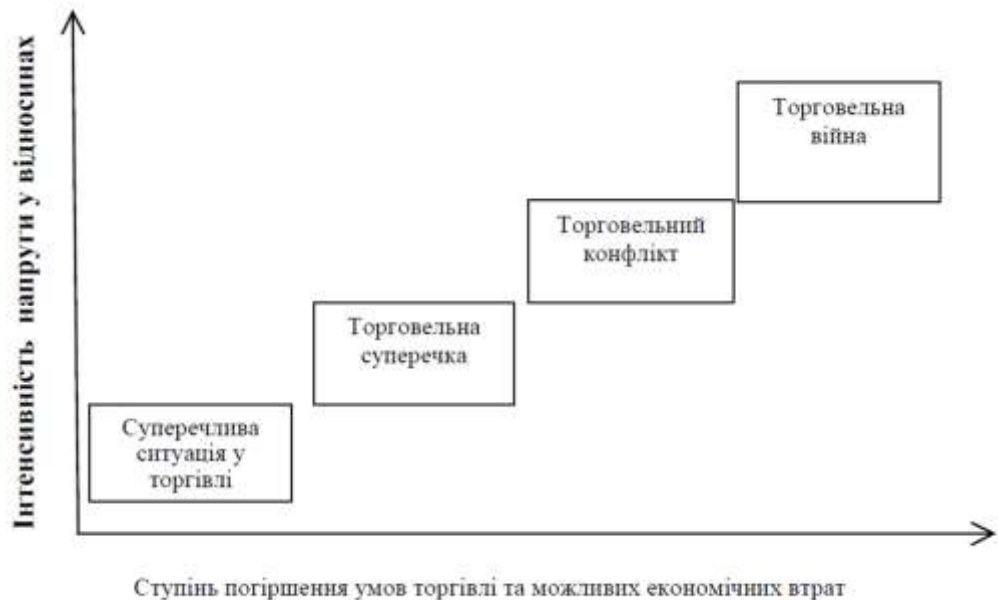 Інтенсивність напруги у відносинах
Торговельна
війна
Торговельний
конфлікт
Торговельна
суперечка
Суперечлива
ситуація у
торгівлі
Ступінь погіршення умов торгівлі та можливих економічних втрат